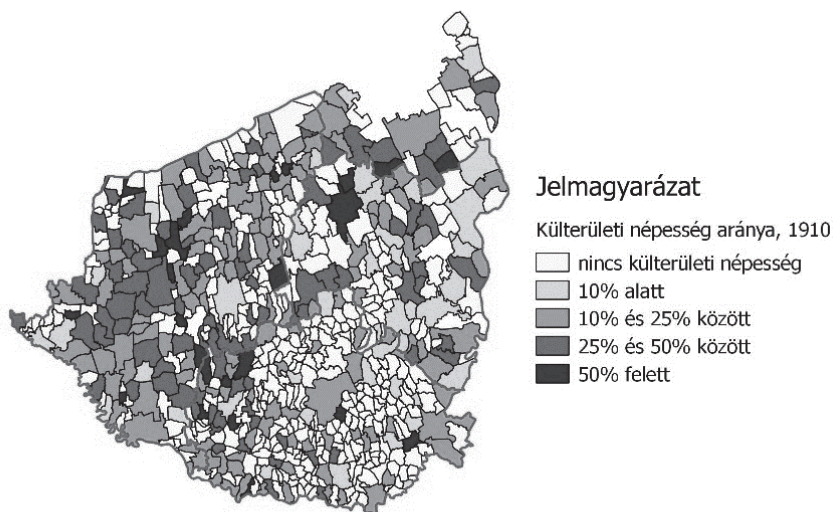 Jelmagyarázat
Külterületi népesség aránya, 1910
nincs külterületi népesség
10% alatt
10% és 25% között
25% és 50% között
50% felett